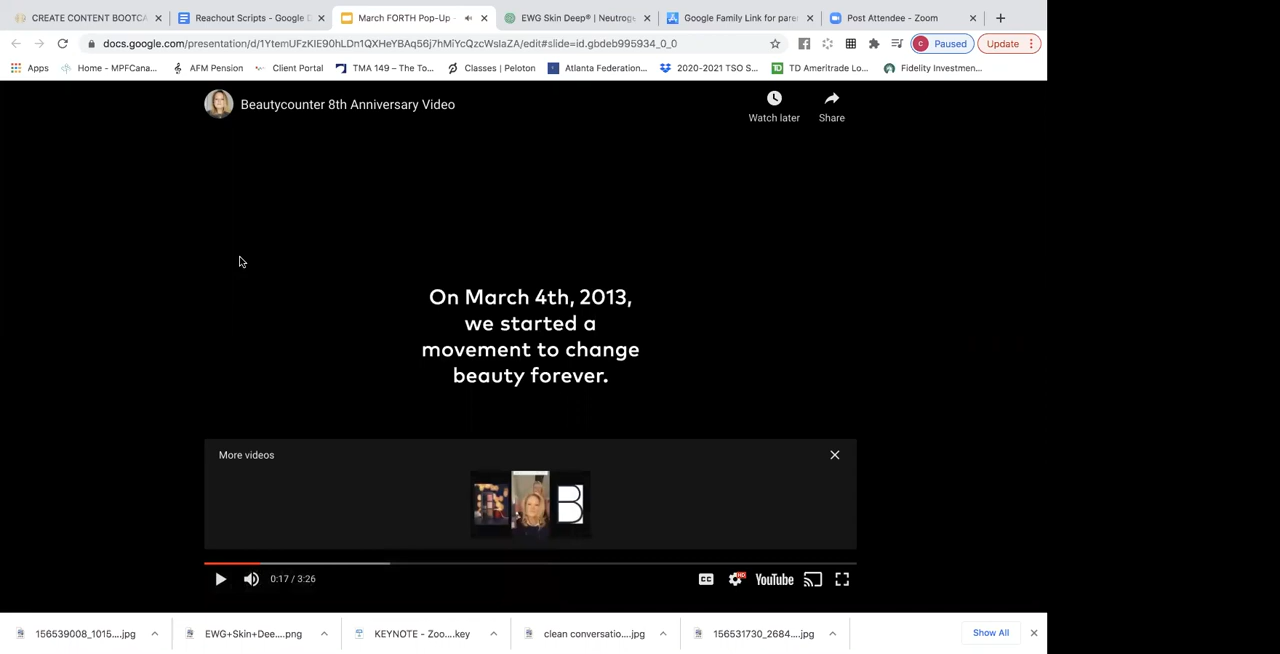 CREATE CONTENT BOOTCA
Reachout Scripts - Google D
March FORTH Pop-Up -
EWG Skin Deep® | Neutroge
Google Family Link for pare
Post Attendee - Zoom
docs.google.com/presentation/d/1YtemUFzKIE90hLDn1QXHeYBAq56j7hMiYcQzcWsIaZA/edit#slide=id.gbdeb995934_0_0
C Paused
Update
Apps
Home - MPFCana...
AFM Pension
Client Portal
TMA 149 – The To...
Classes | Peloton
Atlanta Federation...
2020-2021 TSO S...
TD Ameritrade Lo...
Fidelity Investmen...
Beautycounter 8th Anniversary Video
Watch later
Share
On March 4th, 2013,
we started a
movement to change
beauty forever.
More videos
B
0:17 / 3:26
CC
HD
YouTube
156539008_1015....jpg
EWG+Skin+Dee....png
KEYNOTE - Zoo....key
clean conversatio....jpg
156531730_2684....jpg
Show All